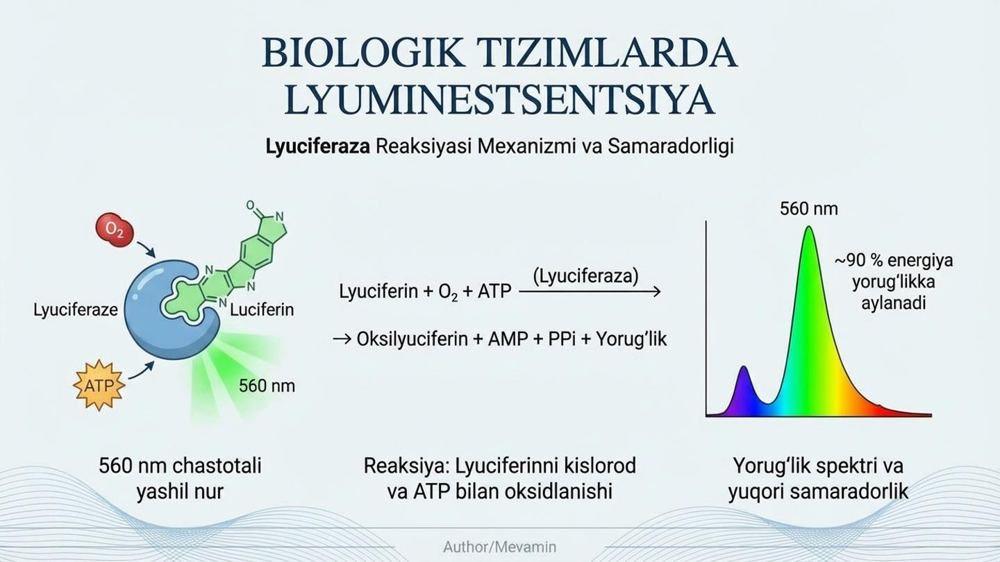 BIOLOGIK TIZIMLARDA
LYUMINESTSENTSIYA
Lyuciferaza Reaksiyasi Mexanizmi va Samaradorligi
O₂
O
N
N
N
N
Lyuciferaze
Luciferin
ATP
560 nm
560 nm chastotali
yashil nur
(Lyuciferaza)
Lyuciferin + O₂ + ATP ⟶
→ Oksilyuciferin + AMP + PPi + Yorug‘lik
Reaksiya: Lyuciferinni kislorod
va ATP bilan oksidlanishi
560 nm
~90 % energiya
yorug‘likka
aylanadi
Yorug‘lik spektri va
yuqori samaradorlik
Author/Mevamin